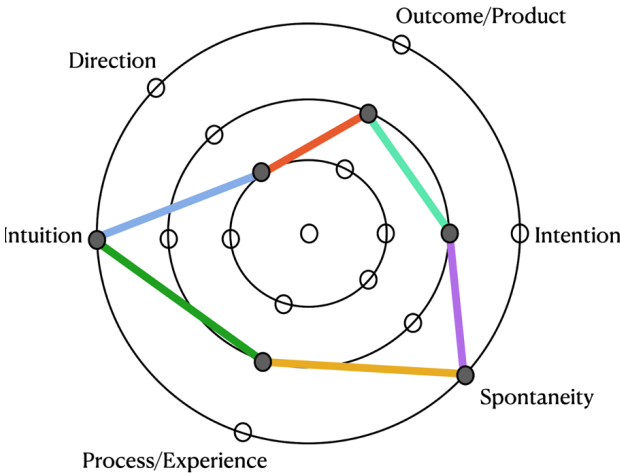 Outcome/Product
Direction
Intuition
Intention
Spontaneity
Process/Experience